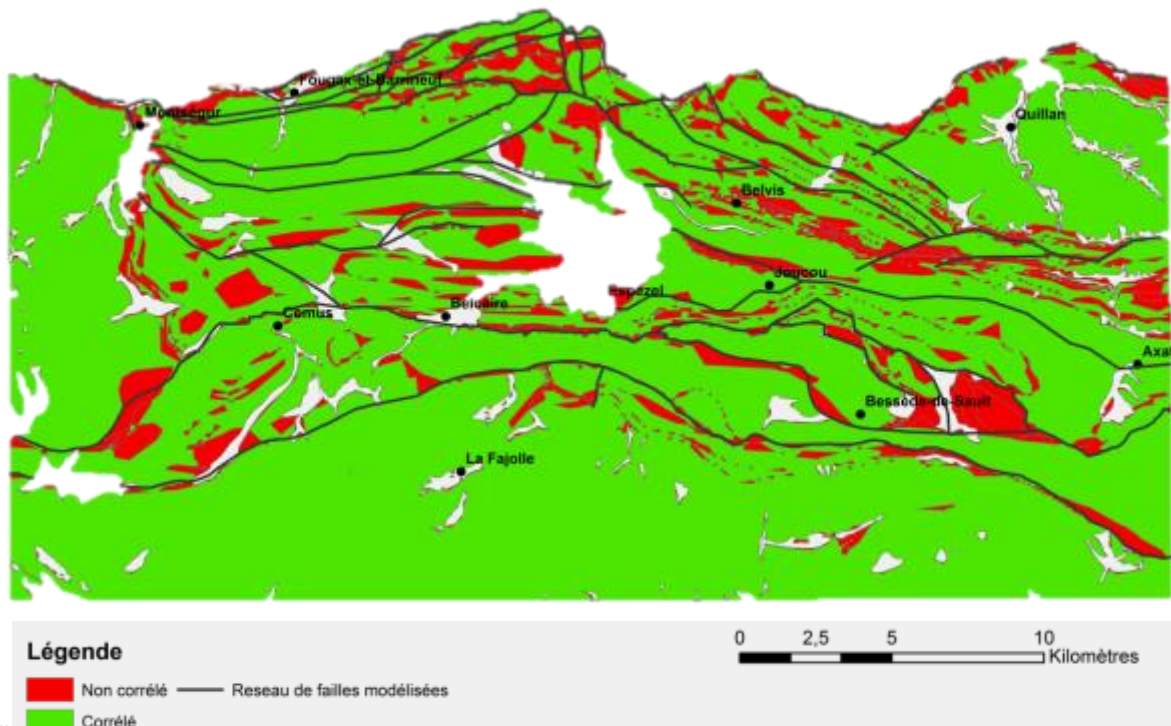 Fougax-et-Barrineuf
Montségur
Quillan
Belvis
Joucou
Espezel
Belcaire
Camus
Axat
Bessède-de-Sault
La Fajolle
Légende
0 2,5 5 10
Kilomètres
Non corrélé
Reseau de failles modélisées
Corrélé